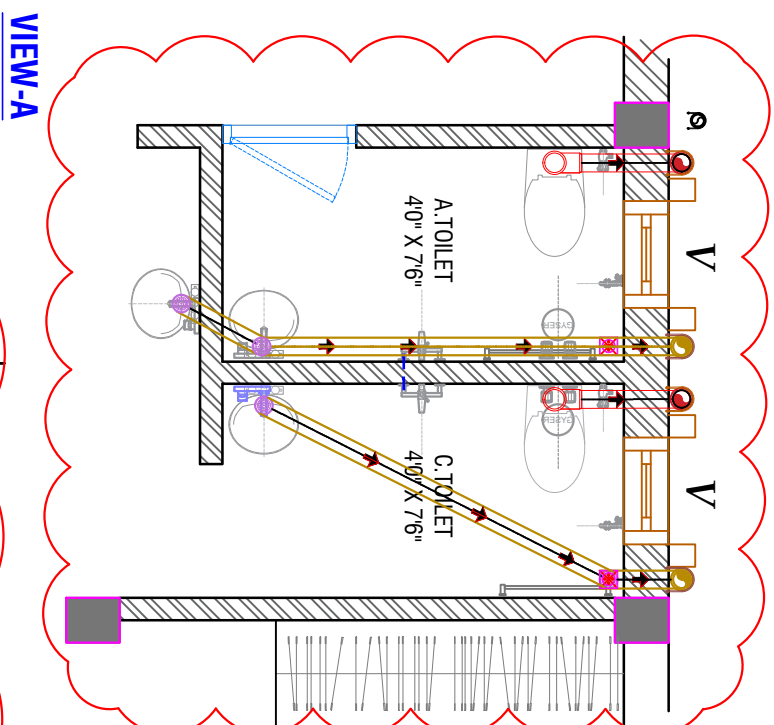 VIEW-A
A.TOILET
4'0" X 7'6"
GYSER
V
C.TOILET
4'0" X 7'6"
GYSER
V